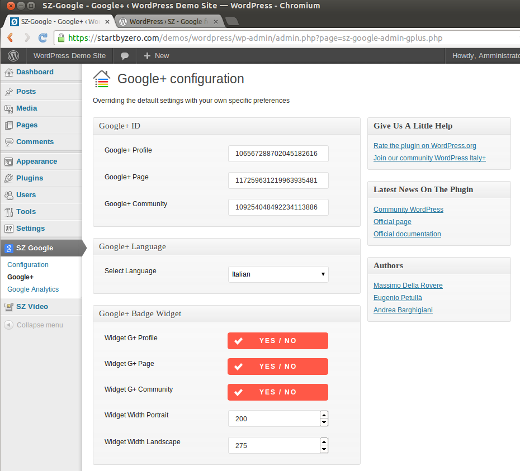 SZ-Google - Google+ ‹ WordPress Demo Site — WordPress - Chromium
SZ-Google - Google+ ‹ Wo
WordPress › SZ - Google
https://startbyzero.com/demos/wordpress/wp-admin/admin.php?page=sz-google-admin-gplus.php
WordPress Demo Site
+ New
Howdy, Amministrato
Dashboard
Posts
Media
Pages
Comments
Appearance
Plugins
Users
Tools
Settings
SZ Google
Configuration
Google+
Google Analytics
SZ Video
Collapse menu
Google+ configuration
Overriding the default settings with your own specific preferences
Google+ ID
Google+ Profile
106567288702045182616
Google+ Page
117259631219963935481
Google+ Community
109254048492234113886
Google+ Language
Select Language
Italian
Google+ Badge Widget
Widget G+ Profile
YES / NO
Widget G+ Page
YES / NO
Widget G+ Community
YES / NO
Widget Width Portrait
200
Widget Width Landscape
275
Give Us A Little Help
Rate the plugin on WordPress.org
Join our community WordPress Italy+
Latest News On The Plugin
Community WordPress
Official page
Official documentation
Authors
Massimo Della Rovere
Eugenio Petullà
Andrea Barghigiani